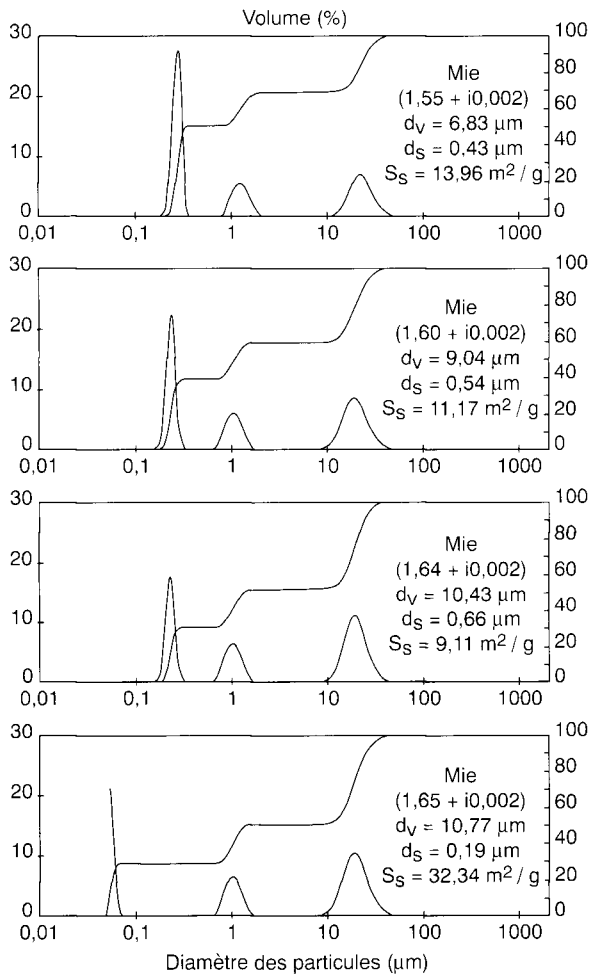 Volume (%)
30
100
Mie
80
20
(1,55 + i0,002)
60
dV = 6,83 µm
10
40
dS = 0,43 µm
20
SS = 13,96 m² / g
0
0
0,01 0,1 1 10 100 1000
30
100
Mie
80
20
(1,60 + i0,002)
60
dV = 9,04 µm
10
40
dS = 0,54 µm
20
SS = 11,17 m² / g
0
0
0,01 0,1 1 10 100 1000
30
100
Mie
80
20
(1,64 + i0,002)
60
dV = 10,43 µm
10
40
dS = 0,66 µm
20
SS = 9,11 m² / g
0
0
0,01 0,1 1 10 100 1000
30
100
Mie
80
20
(1,65 + i0,002)
60
dV = 10,77 µm
10
40
dS = 0,19 µm
20
SS = 32,34 m² / g
0
0
0,01 0,1 1 10 100 1000
Diamètre des particules (µm)